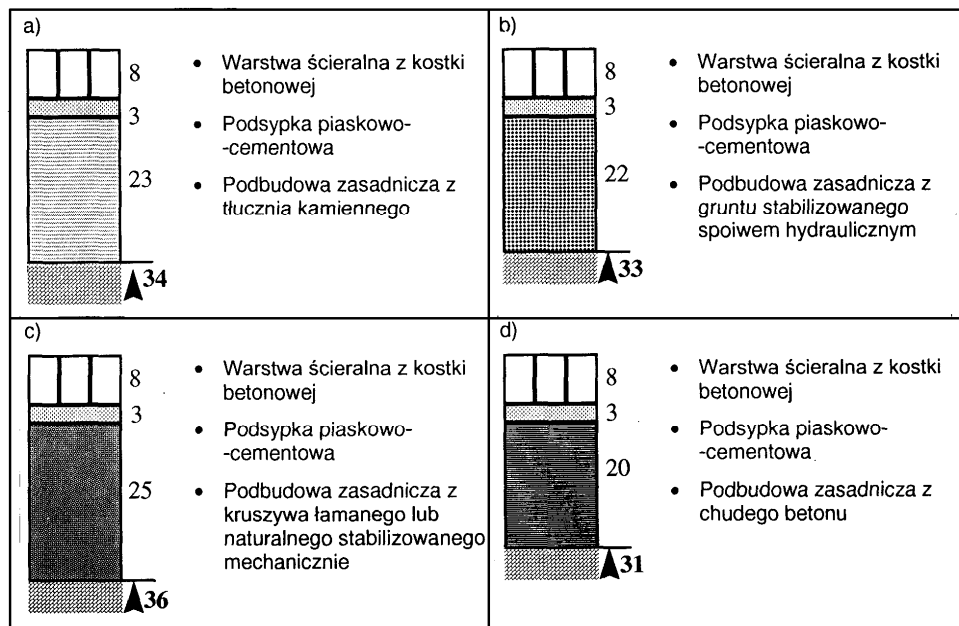 a)
8
3
23
34
• Warstwa ścieralna z kostki
betonowej
• Podsypka piaskowo-
-cementowa
• Podbudowa zasadnicza z
tłucznia kamiennego
b)
8
3
22
33
• Warstwa ścieralna z kostki
betonowej
• Podsypka piaskowo-
-cementowa
• Podbudowa zasadnicza z
gruntu stabilizowanego
spoiwem hydraulicznym
c)
8
3
25
36
• Warstwa ścieralna z kostki
betonowej
• Podsypka piaskowo-
-cementowa
• Podbudowa zasadnicza z
kruszywa łamanego lub
naturalnego stabilizowanego
mechanicznie
d)
8
3
20
31
• Warstwa ścieralna z kostki
betonowej
• Podsypka piaskowo-
-cementowa
• Podbudowa zasadnicza z
chudego betonu